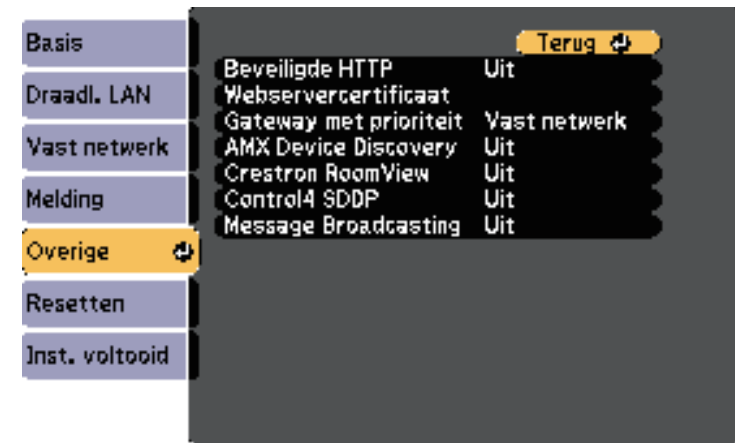 Basis
Draadl. LAN
Vast netwerk
Melding
Overige
Resetten
Inst. voltooid
Terug
Beveiligde HTTP Uit
Webservercertificaat
Gateway met prioriteit Vast netwerk
AMX Device Discovery Uit
Crestron RoomView Uit
Control4 SDDP Uit
Message Broadcasting Uit